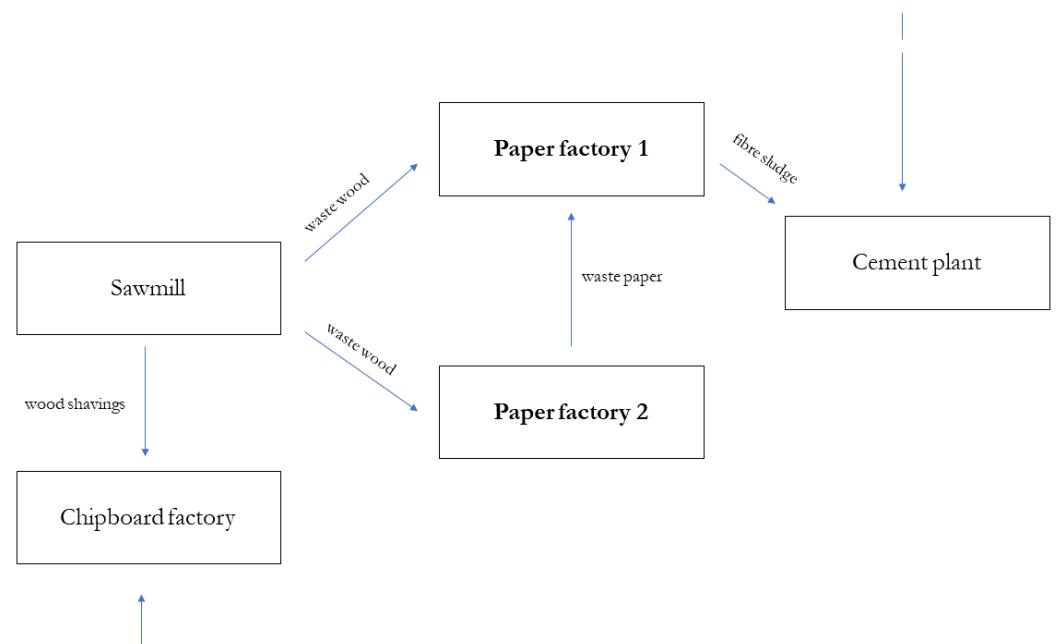 Paper factory 1
fibre sludge
waste wood
Sawmill
Cement plant
waste paper
waste wood
wood shavings
Paper factory 2
Chipboard factory